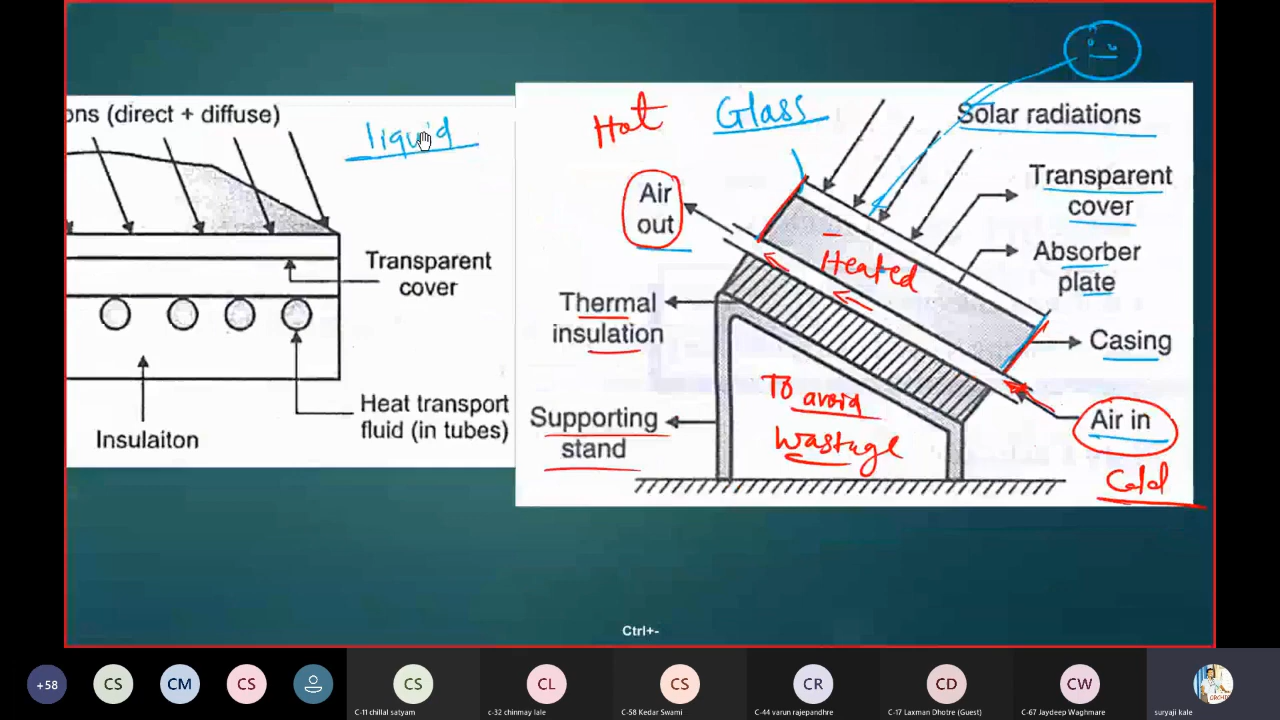 ons (direct + diffuse)
liquid
Transparent
cover
Heat transport
fluid (in tubes)
Insulaiton
Hot
Glass
Solar radiations
Air
out
Transparent
cover
Heated
Absorber
plate
Thermal
insulation
Casing
To avoid
wastage
Supporting
stand
Air in
Cold
Ctrl+-
+58
CS
CM
CS
CS
CL
CS
CR
CD
CW
C-11 chillal satyam
c-32 chinmay lale
C-58 Kedar Swami
C-44 varun rajepandhre
C-17 Laxman Dhotre (Guest)
C-67 Jaydeep Waghmare
suryaji kale